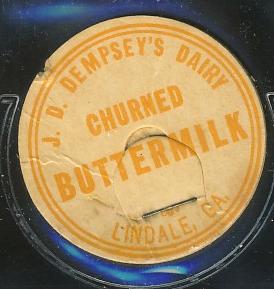 J. D. DEMPSEY'S DAIRY
CHURNED
BUTTERMILK
LINDALE, GA.